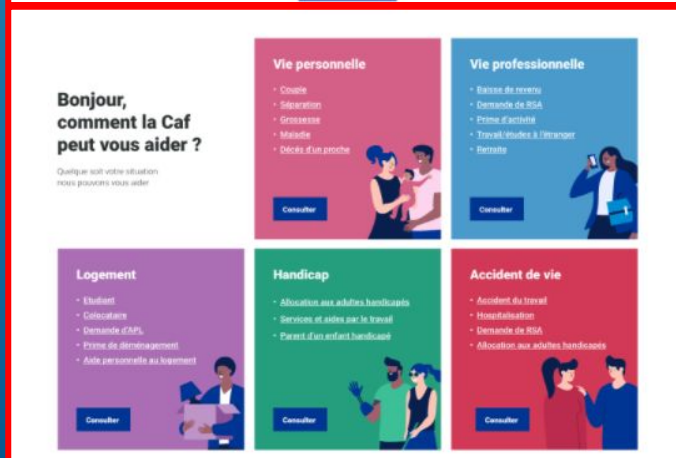 Bonjour,
comment la Caf
peut vous aider ?
Quelque soit votre situation
nous pouvons vous aider
Vie personnelle
Couple
Séparation
Grossesse
Maladie
Décès d'un proche
Consulter
Vie professionnelle
Baisse de revenu
Demande de RSA
Prime d'activité
Travail/études à l'étranger
Retraite
Consulter
Logement
Etudiant
Colocataire
Demande d'APL
Prime de déménagement
Aide personnelle au logement
Consulter
Handicap
Allocation aux adultes handicapés
Services et aides par le travail
Parent d'un enfant handicapé
Consulter
Accident de vie
Accident du travail
Hospitalisation
Demande de RSA
Allocation aux adultes handicapés
Consulter